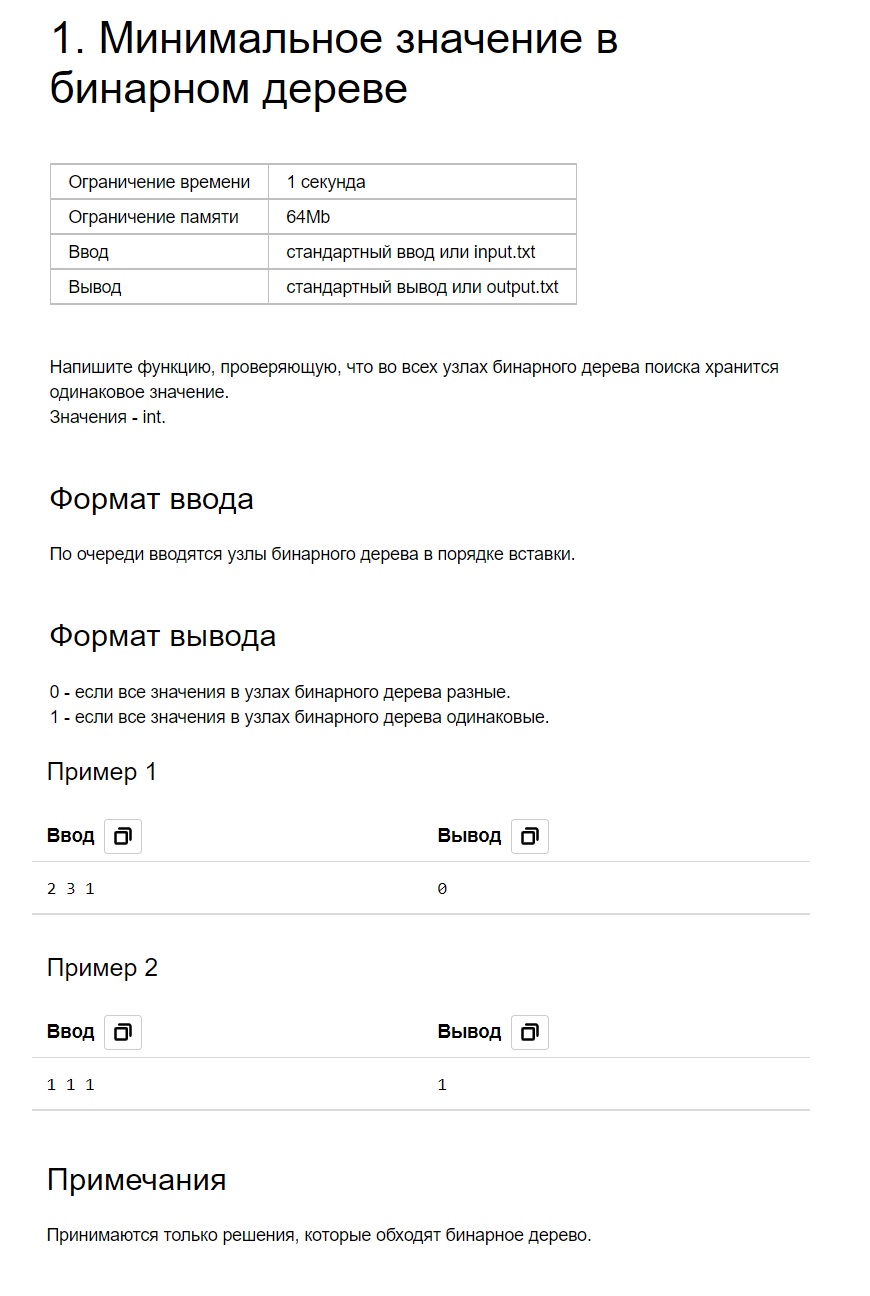 1. Минимальное значение в
бинарном дереве
Ограничение времени 1 секунда
Ограничение памяти 64Mb
Ввод стандартный ввод или input.txt
Вывод стандартный вывод или output.txt
Напишите функцию, проверяющую, что во всех узлах бинарного дерева поиска хранится
одинаковое значение.
Значения - int.
Формат ввода
По очереди вводятся узлы бинарного дерева в порядке вставки.
Формат вывода
0 - если все значения в узлах бинарного дерева разные.
1 - если все значения в узлах бинарного дерева одинаковые.
Пример 1
Ввод Вывод
2 3 1 0
Пример 2
Ввод Вывод
1 1 1 1
Примечания
Принимаются только решения, которые обходят бинарное дерево.